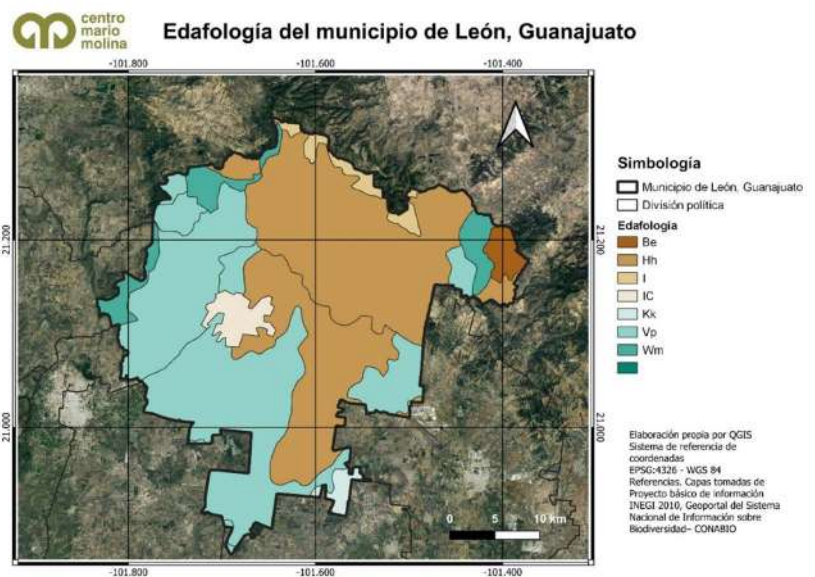 centro
mario
molina
Edafología del municipio de León, Guanajuato
-101.800 -101.600 -101.400
21.200 21.200
21.000 21.000
0 5 10 km
-101.800 -101.600 -101.400
Simbología
Municipio de León, Guanajuato
División política
Edafología
Be
Hh
I
IC
Kk
Vp
Wm
Elaboración propia por QGIS
Sistema de referencia de
coordenadas
EPSG:4326 - WGS 84
Referencias. Capas tomadas de
Proyecto básico de información
INEGI 2010, Geoportal del Sistema
Nacional de Información sobre
Biodiversidad– CONABIO